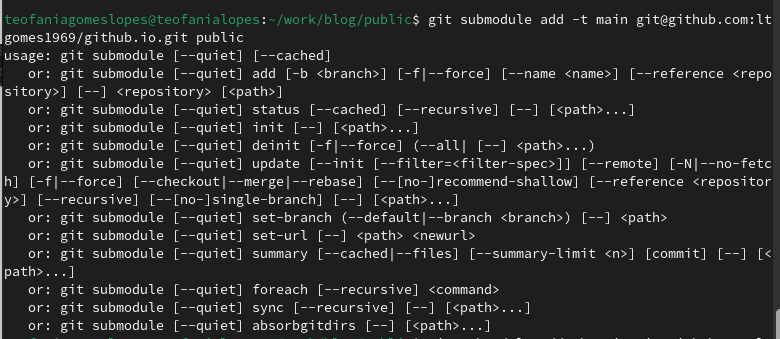 teofaniagomeslopes@teofanialopes:~/work/blog/public$ git submodule add -t main git@github.com:lt
gomes1969/github.io.git public
usage: git submodule [--quiet] [--cached]
   or: git submodule [--quiet] add [-b <branch>] [-f|--force] [--name <name>] [--reference <repo
sitory>] [--] <repository> [<path>]
   or: git submodule [--quiet] status [--cached] [--recursive] [--] [<path>...]
   or: git submodule [--quiet] init [--] [<path>...]
   or: git submodule [--quiet] deinit [-f|--force] (--all| [--] <path>...)
   or: git submodule [--quiet] update [--init [--filter=<filter-spec>]] [--remote] [-N|--no-fetc
h] [-f|--force] [--checkout|--merge|--rebase] [--[no-]recommend-shallow] [--reference <repositor
y>] [--recursive] [--[no-]single-branch] [--] [<path>...]
   or: git submodule [--quiet] set-branch (--default|--branch <branch>) [--] <path>
   or: git submodule [--quiet] set-url [--] <path> <newurl>
   or: git submodule [--quiet] summary [--cached|--files] [--summary-limit <n>] [commit] [--] [<
path>...]
   or: git submodule [--quiet] foreach [--recursive] <command>
   or: git submodule [--quiet] sync [--recursive] [--] [<path>...]
   or: git submodule [--quiet] absorbgitdirs [--] [<path>...]